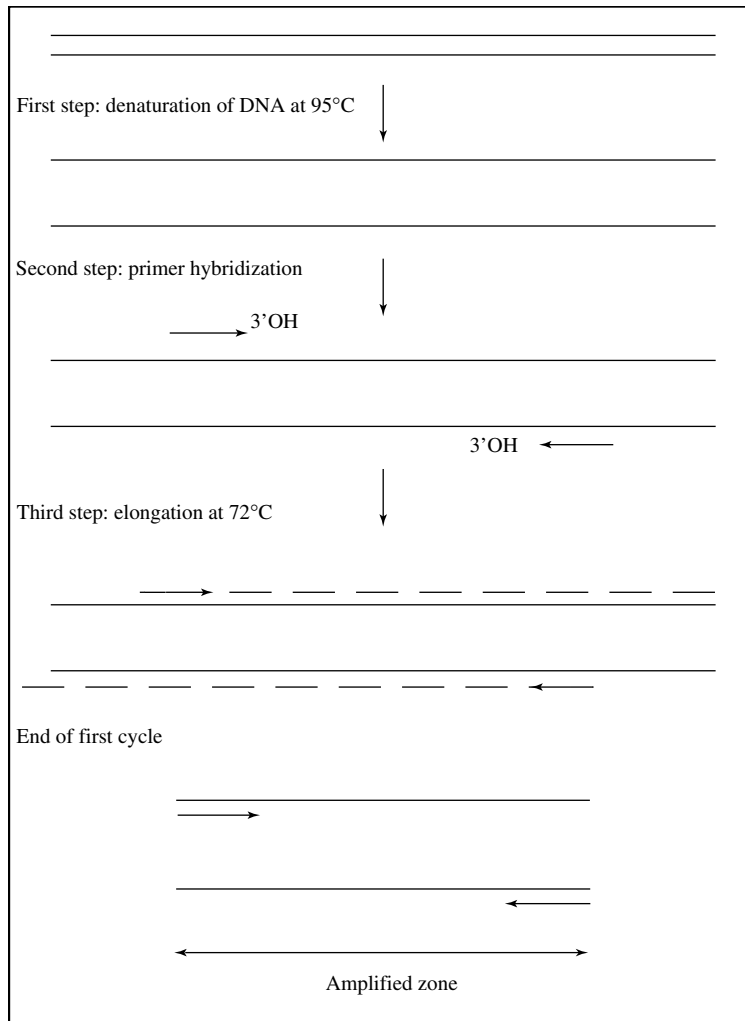 First step: denaturation of DNA at 95°C
Second step: primer hybridization
3’OH
3’OH
Third step: elongation at 72°C
End of first cycle
Amplified zone